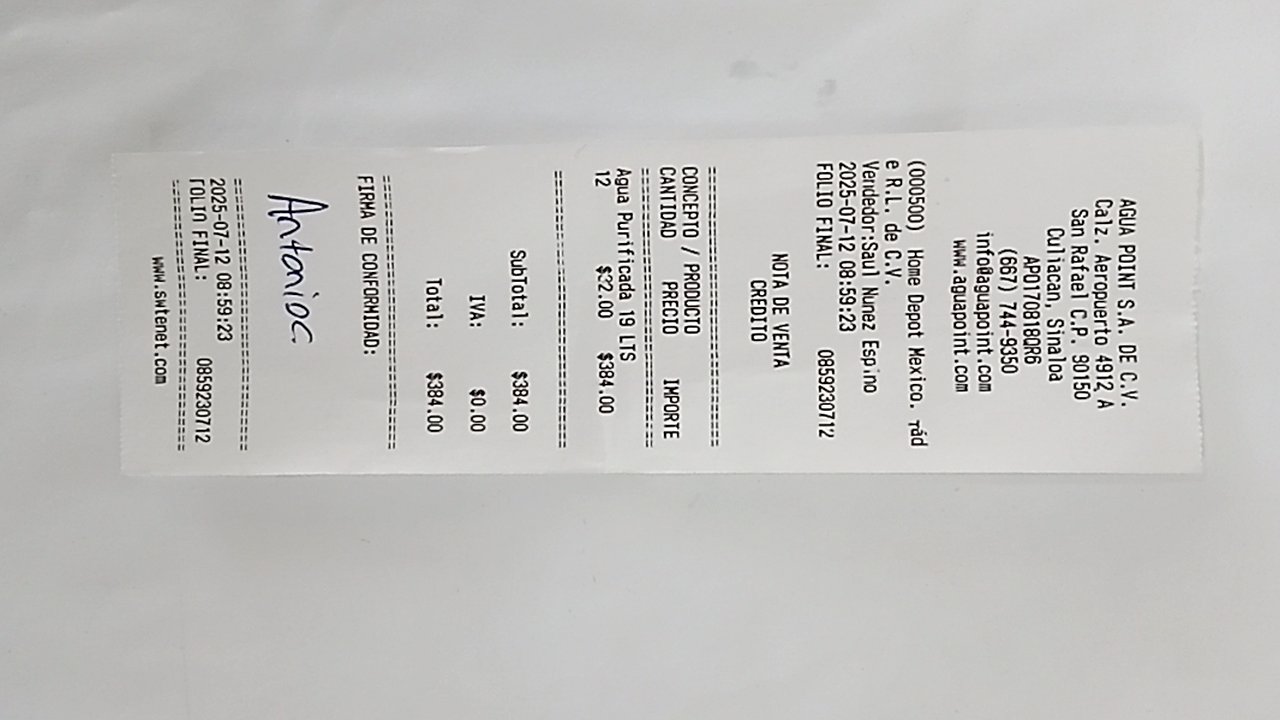 AGUA POINT S.A. DE C.V.
Calz. Aeropuerto 4912 A
San Rafael C.P. 90150
Culiacan, Sinaloa
APO170818QR6
(667) 744-9350
info@aguapoint.com
www.aguapoint.com
(000500) Home Depot Mexico. rád
e R.L. de C.V.
Vendedor:Saul Nunez Espino
2025-07-12 08:59:23
FOLIO FINAL: 0859230712
NOTA DE VENTA
CREDITO
CONCEPTO / PRODUCTO
CANTIDAD PRECIO IMPORTE
Agua Purificada 19 LTS
12 $32.00 $384.00
SubTotal: $384.00
IVA: $0.00
Total: $384.00
FIRMA DE CONFORMIDAD:
Antonio c
2025-07-12 08:59:23
FOLIO FINAL: 0859230712
www.swtenet.com